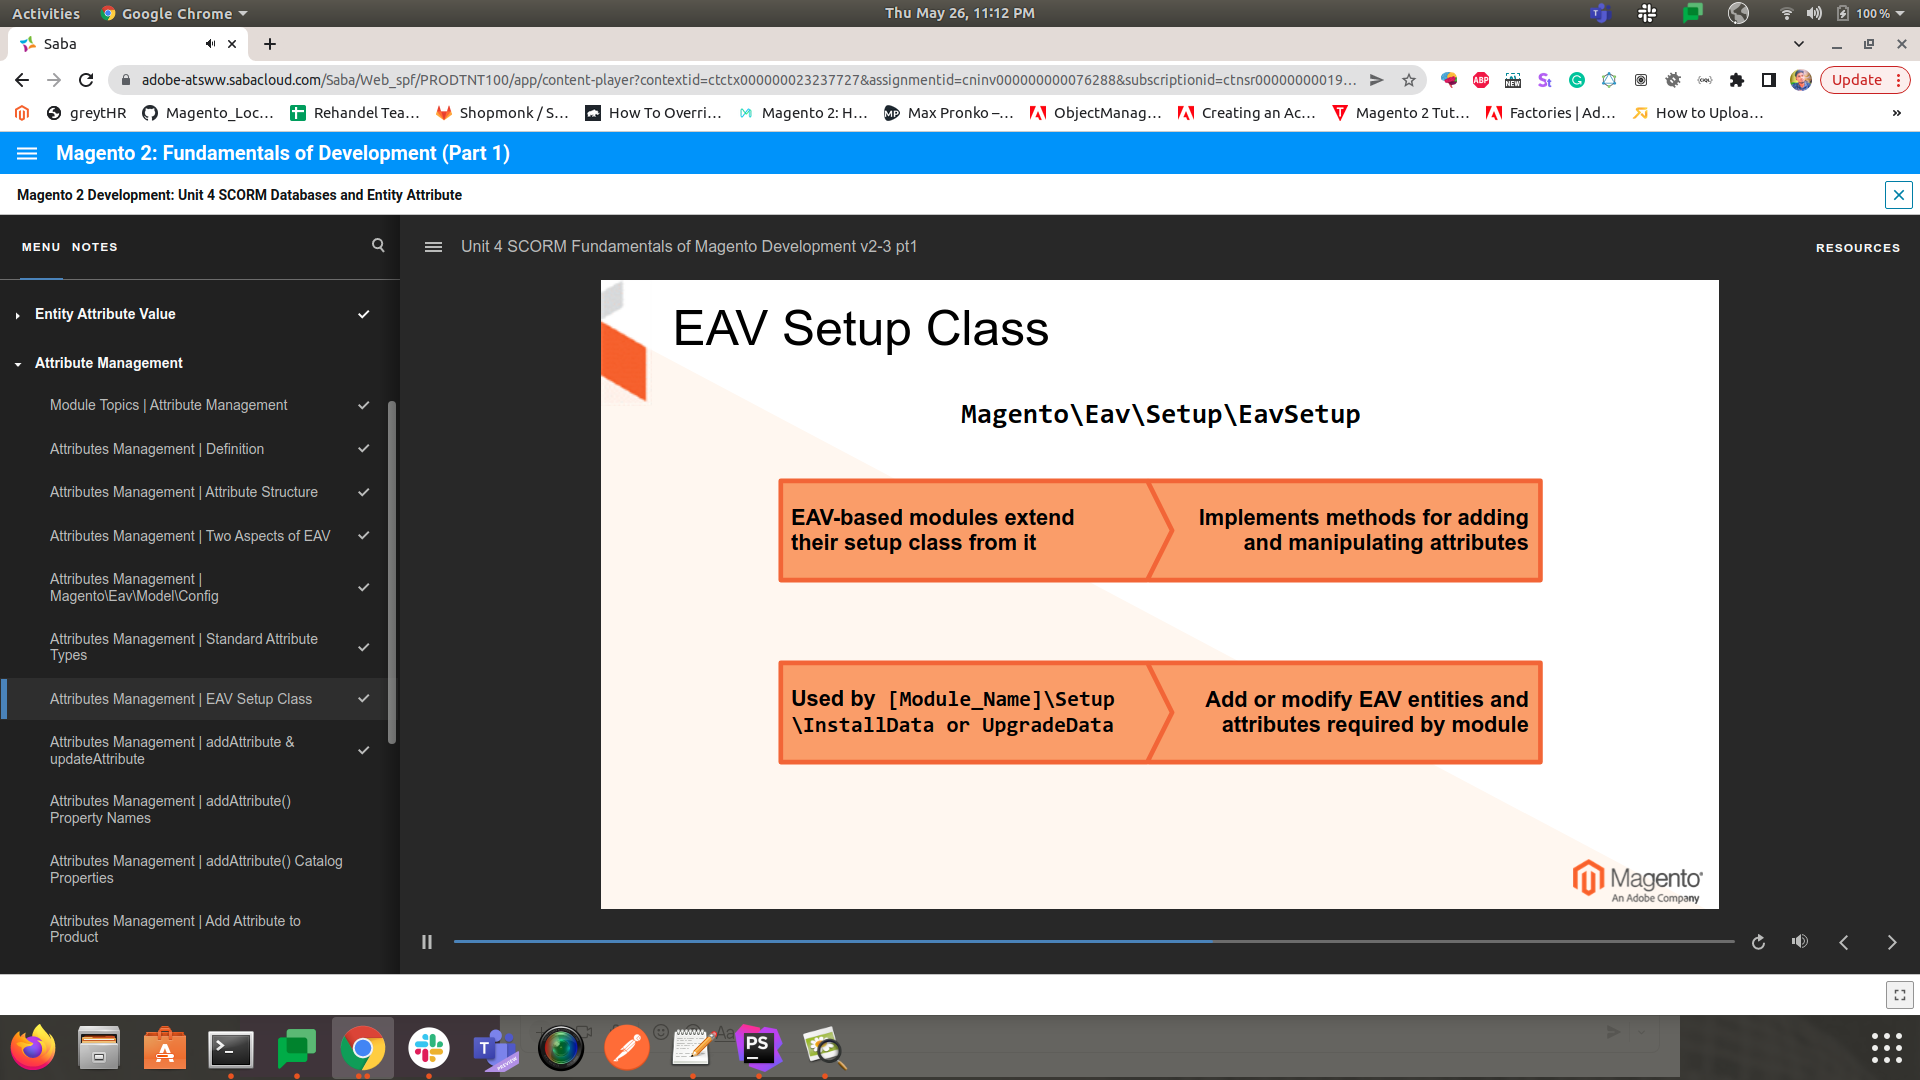 Activities
Google Chrome
Thu May 26, 11:12 PM
100 %
Saba
adobe-atsww.sabacloud.com/Saba/Web_spf/PRODTNT100/app/content-player?contextid=ctctx000000023237727&assignmentid=cninv000000000076288&subscriptionid=ctnsr00000000019...
ABP
NEW
Update
greytHR
Magento_Loc...
Rehandel Tea...
Shopmonk / S...
How To Overri...
Magento 2: H...
Max Pronko –...
ObjectManag...
Creating an Ac...
Magento 2 Tut...
Factories | Ad...
How to Uploa...
»
Magento 2: Fundamentals of Development (Part 1)
Magento 2 Development: Unit 4 SCORM Databases and Entity Attribute
MENU NOTES
Unit 4 SCORM Fundamentals of Magento Development v2-3 pt1
RESOURCES
Entity Attribute Value
Attribute Management
Module Topics | Attribute Management
Attributes Management | Definition
Attributes Management | Attribute Structure
Attributes Management | Two Aspects of EAV
Attributes Management |
Magento\Eav\Model\Config
Attributes Management | Standard Attribute
Types
Attributes Management | EAV Setup Class
Attributes Management | addAttribute &
updateAttribute
Attributes Management | addAttribute()
Property Names
Attributes Management | addAttribute() Catalog
Properties
Attributes Management | Add Attribute to
Product
EAV Setup Class
Magento\Eav\Setup\EavSetup
EAV-based modules extend
their setup class from it
Implements methods for adding
and manipulating attributes
Used by [Module_Name]\Setup
\InstallData or UpgradeData
Add or modify EAV entities and
attributes required by module
Magento
An Adobe Company
PS